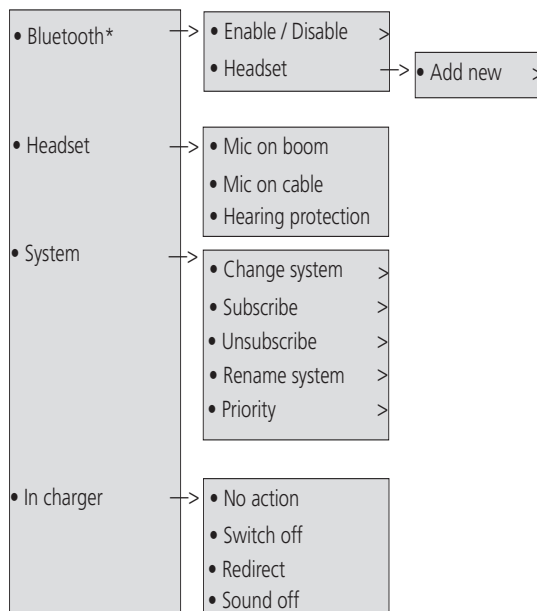 • Bluetooth*
• Enable / Disable >
• Headset
• Add new >
• Headset
• Mic on boom
• Mic on cable
• Hearing protection
• System
• Change system >
• Subscribe >
• Unsubscribe >
• Rename system >
• Priority >
• In charger
• No action
• Switch off
• Redirect
• Sound off